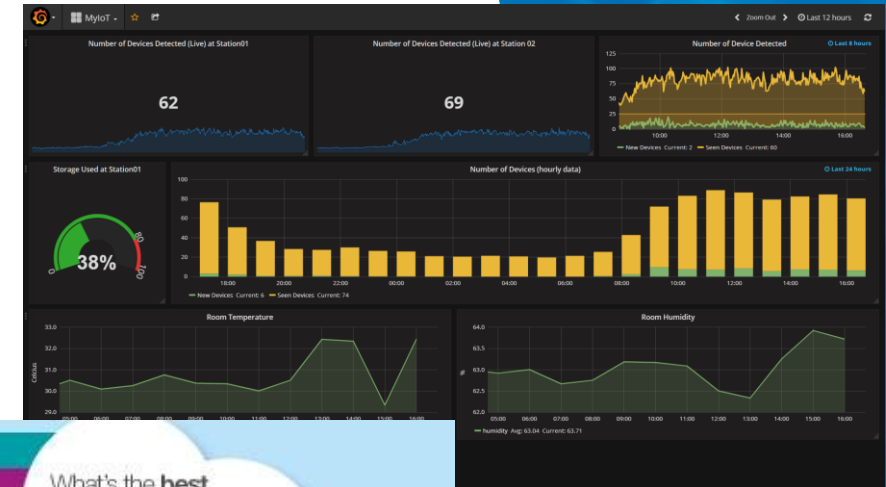 MyIoT
Zoom Out
Last 12 hours
Number of Devices Detected (Live) at Station01
62
Number of Devices Detected (Live) at Station 02
69
Number of Device Detected
Last 8 hours
125
100
75
50
25
0
10:00 12:00 14:00 16:00
New Devices Current: 2 Seen Devices Current: 60
Storage Used at Station01
0
80
100
38%
Number of Devices (hourly data)
Last 24 hours
100
80
60
40
20
0
18:00 20:00 22:00 00:00 02:00 04:00 06:00 08:00 10:00 12:00 14:00 16:00
New Devices Current: 6 Seen Devices Current: 74
Room Temperature
33.0
32.0
31.0
30.0
29.0
Celcius
05:00 06:00 07:00 08:00 09:00 10:00 11:00 12:00 13:00 14:00 15:00 16:00
Room Humidity
64.0
63.5
63.0
62.5
62.0
%
05:00 06:00 07:00 08:00 09:00 10:00 11:00 12:00 13:00 14:00 15:00 16:00
humidity Avg: 63.04 Current: 63.71
What's the best